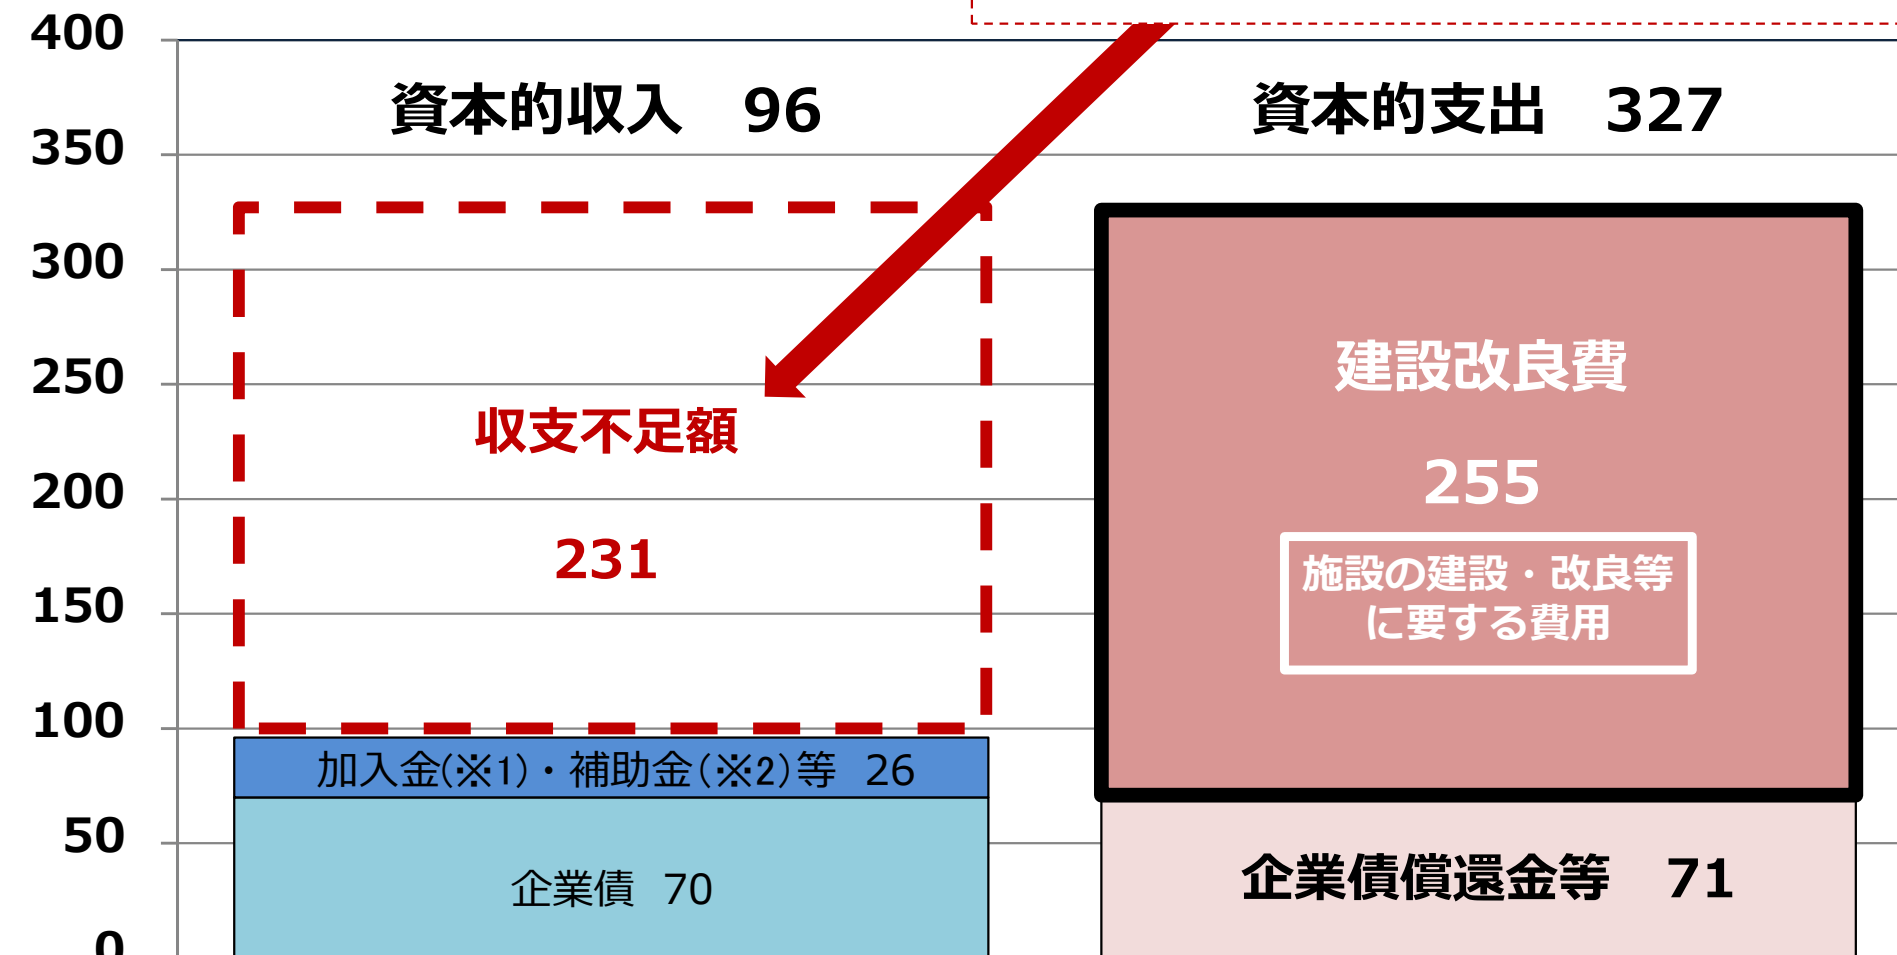 400
350
300
250
200
150
100
50
0
資本的収入　96
資本的支出　327
収支不足額
231
加入金(※1)・補助金(※2)等 26
企業債 70
建設改良費
255
施設の建設・改良等
に要する費用
企業債償還金等　71